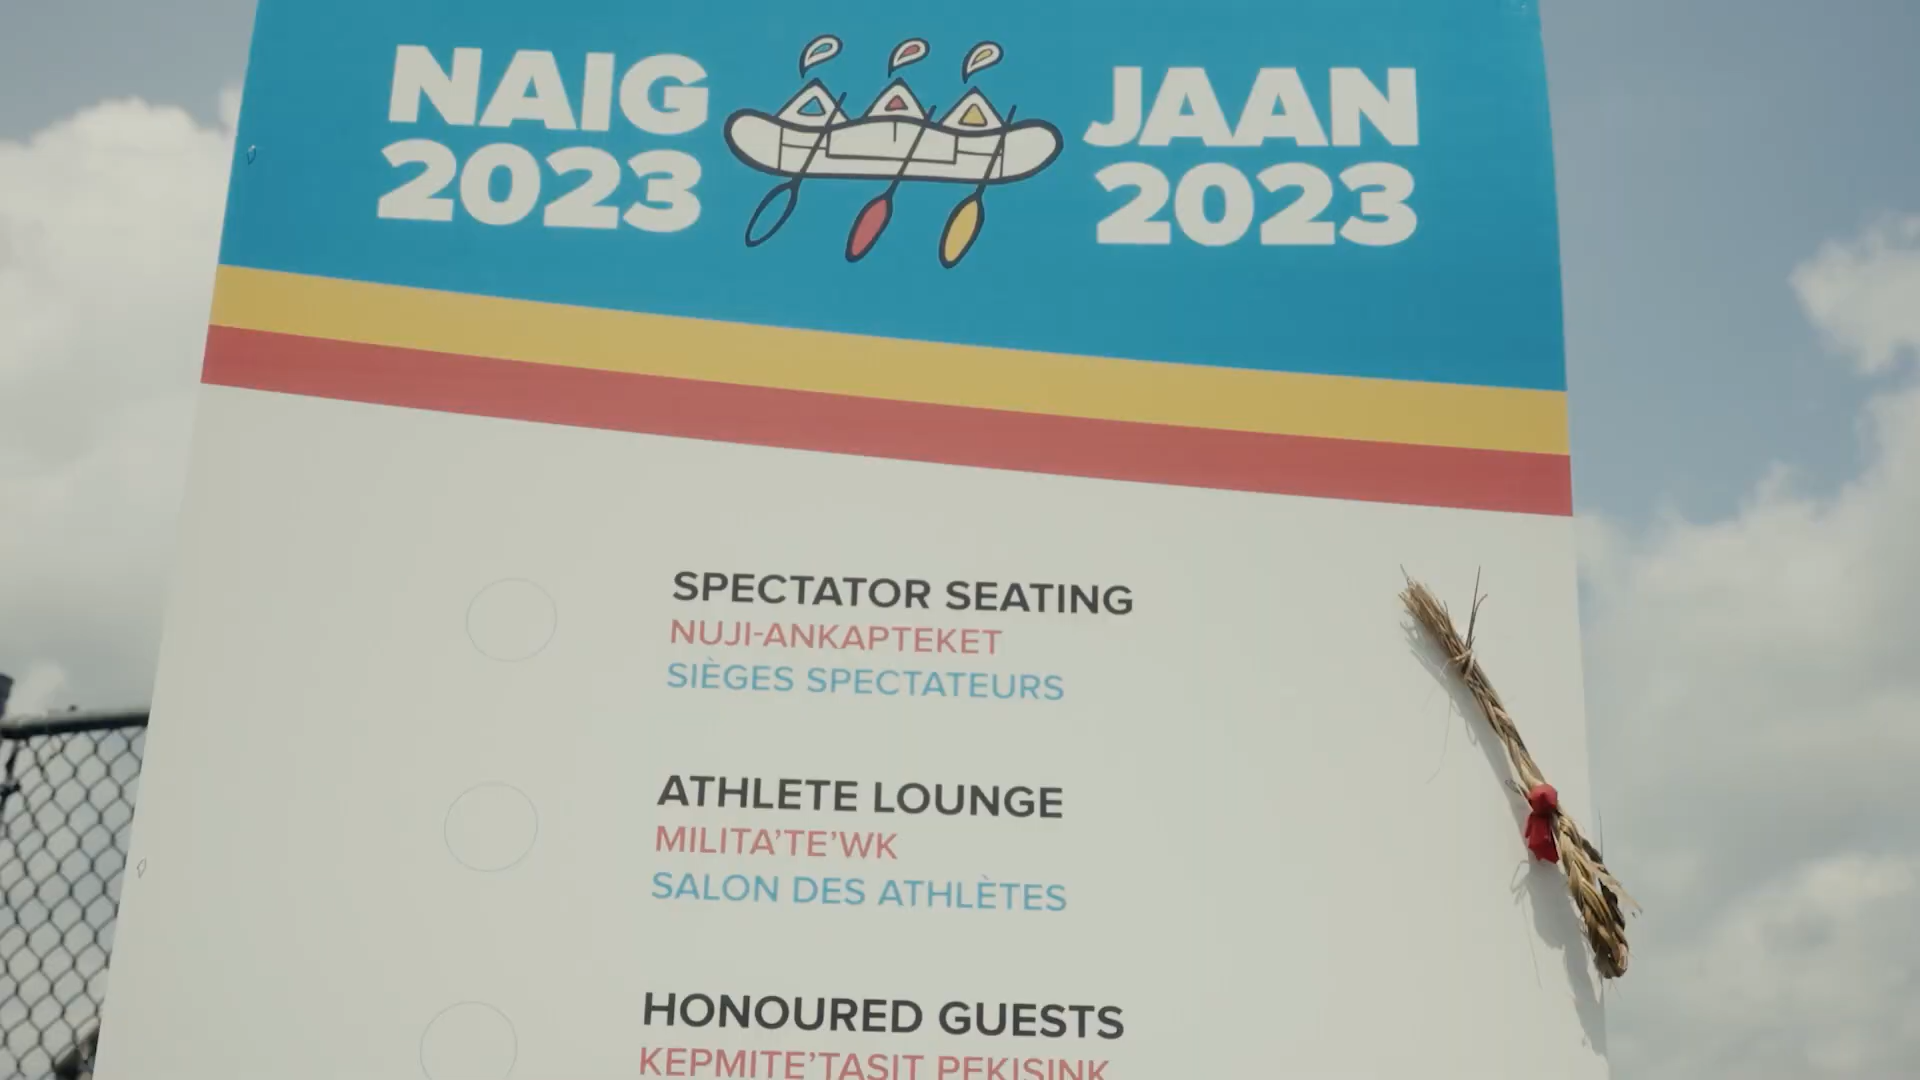 NAIG
2023
JAAN
2023
SPECTATOR SEATING
NUJI-ANKAPTEKET
SIÈGES SPECTATEURS
ATHLETE LOUNGE
MILITA’TE’WK
SALON DES ATHLÈTES
HONOURED GUESTS
KEPMITE’TASIT PEKISINK